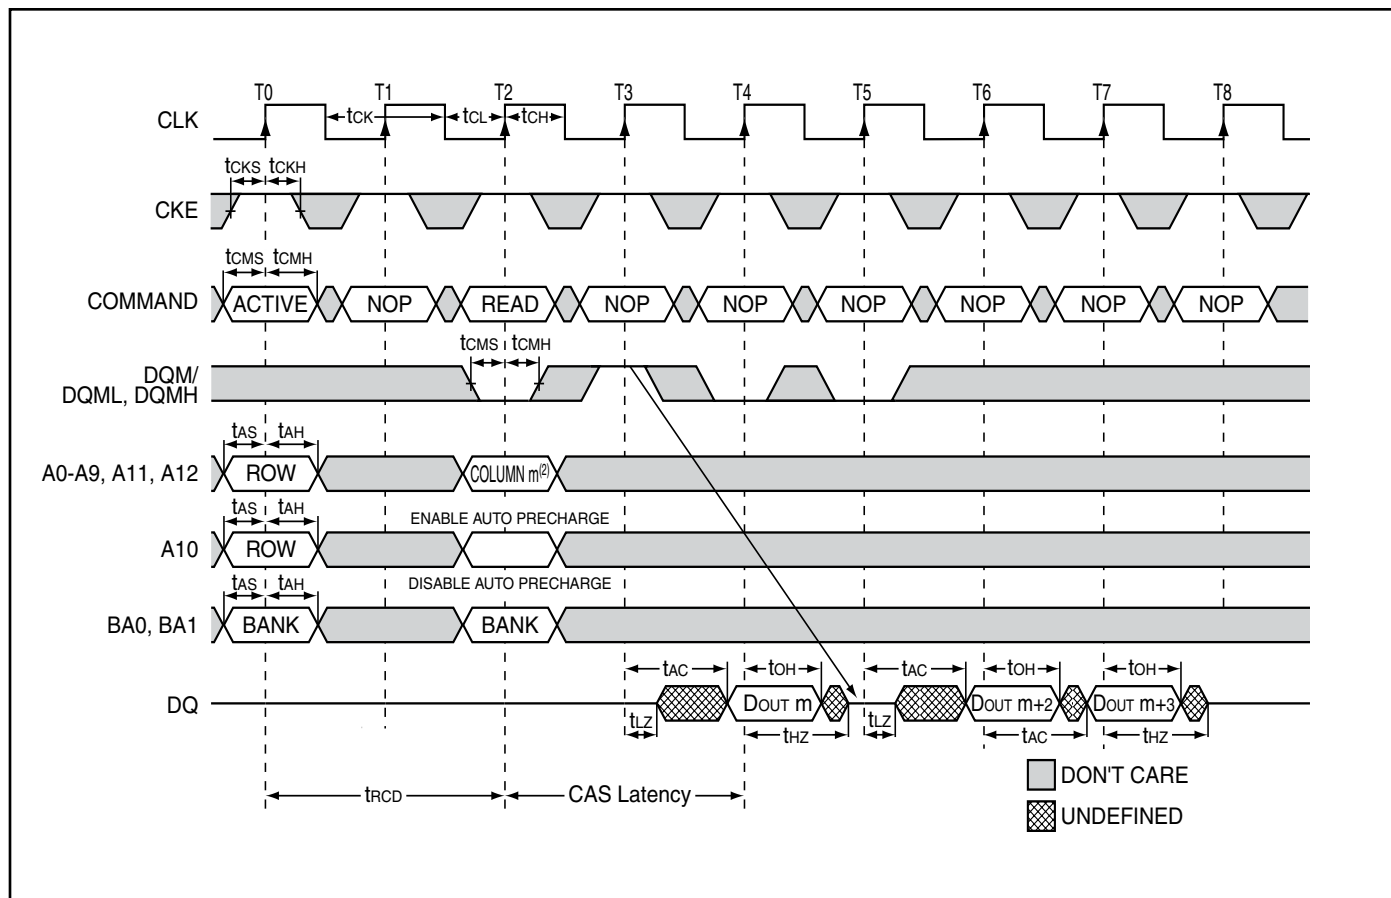 T0 T1 T2 T3 T4 T5 T6 T7 T8
CLK tCK tCL tCH
tCKS tCKH
CKE
tCMS tCMH
COMMAND ACTIVE NOP READ NOP NOP NOP NOP NOP NOP
tCMS tCMH
DQM/
DQML, DQMH
tAS tAH
A0-A9, A11, A12 ROW COLUMN m(2)
tAS tAH ENABLE AUTO PRECHARGE
A10 ROW
tAS tAH DISABLE AUTO PRECHARGE
BA0, BA1 BANK BANK
tAC tOH tAC tOH tOH
DQ DOUT m DOUT m+2 DOUT m+3
tLZ tHZ tLZ tAC tHZ
DON'T CARE
tRCD CAS Latency
UNDEFINED